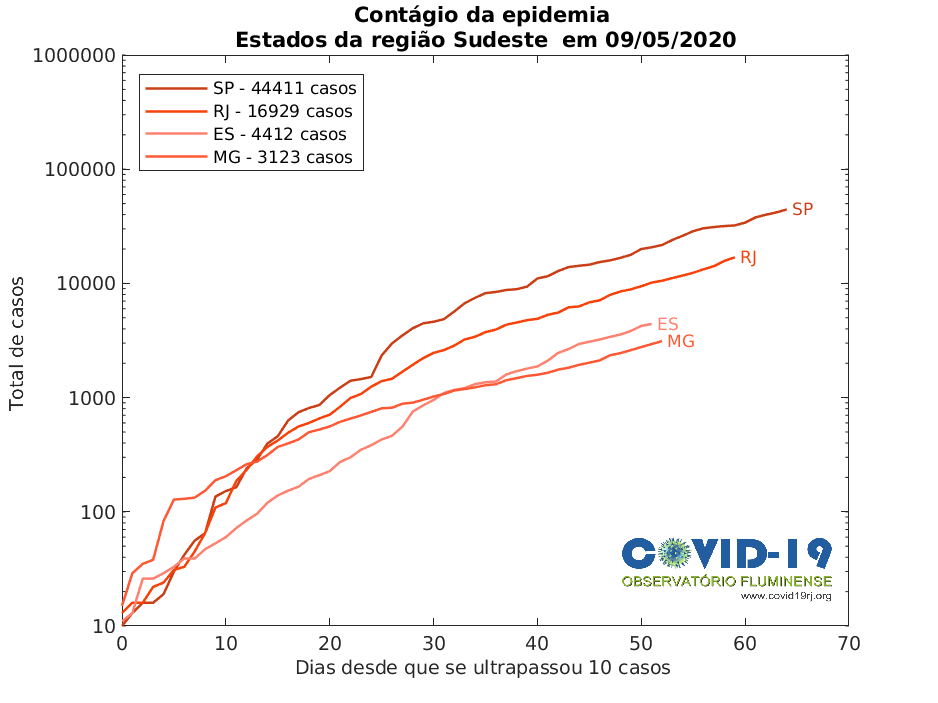 Contágio da epidemia
Estados da região Sudeste  em 09/05/2020
Total de casos
1000000
100000
10000
1000
100
10
SP - 44411 casos
RJ - 16929 casos
ES - 4412 casos
MG - 3123 casos
SP
RJ
ES
MG
COVID-19
OBSERVATÓRIO FLUMINENSE
www.covid19rj.org
0 10 20 30 40 50 60 70
Dias desde que se ultrapassou 10 casos